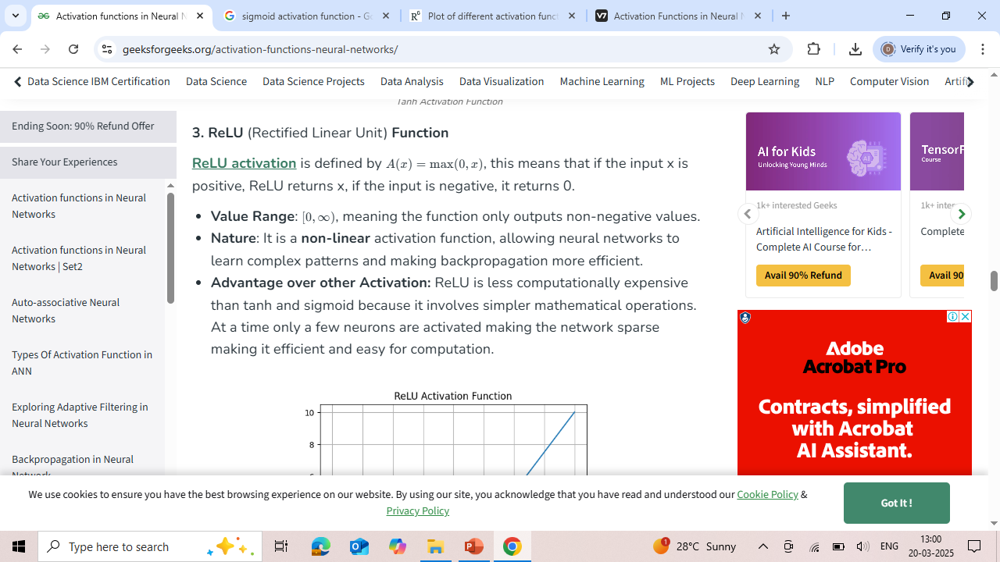 Activation functions in Neural N
sigmoid activation function - Go
Plot of different activation func
Activation Functions in Neural N
geeksforgeeks.org/activation-functions-neural-networks/
Verify it's you
Data Science IBM Certification
Data Science
Data Science Projects
Data Analysis
Data Visualization
Machine Learning
ML Projects
Deep Learning
NLP
Computer Vision
Artifi
Tanh Activation Function
Ending Soon: 90% Refund Offer
Share Your Experiences
Activation functions in Neural
Networks
Activation functions in Neural
Networks | Set2
Auto-associative Neural
Networks
Types Of Activation Function in
ANN
Exploring Adaptive Filtering in
Neural Networks
Backpropagation in Neural
Network
3. ReLU (Rectified Linear Unit) Function
ReLU activation is defined by A(x) = max(0, x), this means that if the input x is
positive, ReLU returns x, if the input is negative, it returns 0.
• Value Range: [0, ∞), meaning the function only outputs non-negative values.
• Nature: It is a non-linear activation function, allowing neural networks to
learn complex patterns and making backpropagation more efficient.
• Advantage over other Activation: ReLU is less computationally expensive
than tanh and sigmoid because it involves simpler mathematical operations.
At a time only a few neurons are activated making the network sparse
making it efficient and easy for computation.
ReLU Activation Function
10
8
AI for Kids
Unlocking Young Minds
1k+ interested Geeks
Artificial Intelligence for Kids -
Complete AI Course for…
Avail 90% Refund
TensorF
Course
1k+ inter
Complete
Avail 90
Adobe
Acrobat Pro
Contracts, simplified
with Acrobat
AI Assistant.
We use cookies to ensure you have the best browsing experience on our website. By using our site, you acknowledge that you have read and understood our Cookie Policy &
Privacy Policy
Got It !
Type here to search
1
28°C Sunny
ENG
13:00
20-03-2025